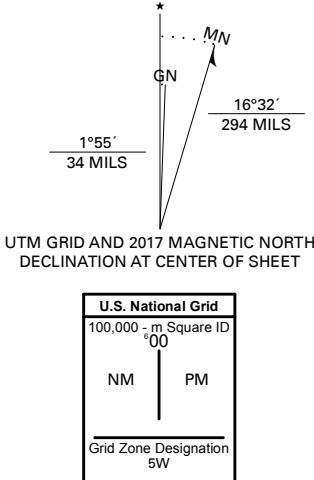 ★
MN
GN
16°32´
294 MILS
1°55´
34 MILS
UTM GRID AND 2017 MAGNETIC NORTH
DECLINATION AT CENTER OF SHEET
U.S. National Grid
100,000 - m Square ID
⁶00
NM PM
Grid Zone Designation
5W